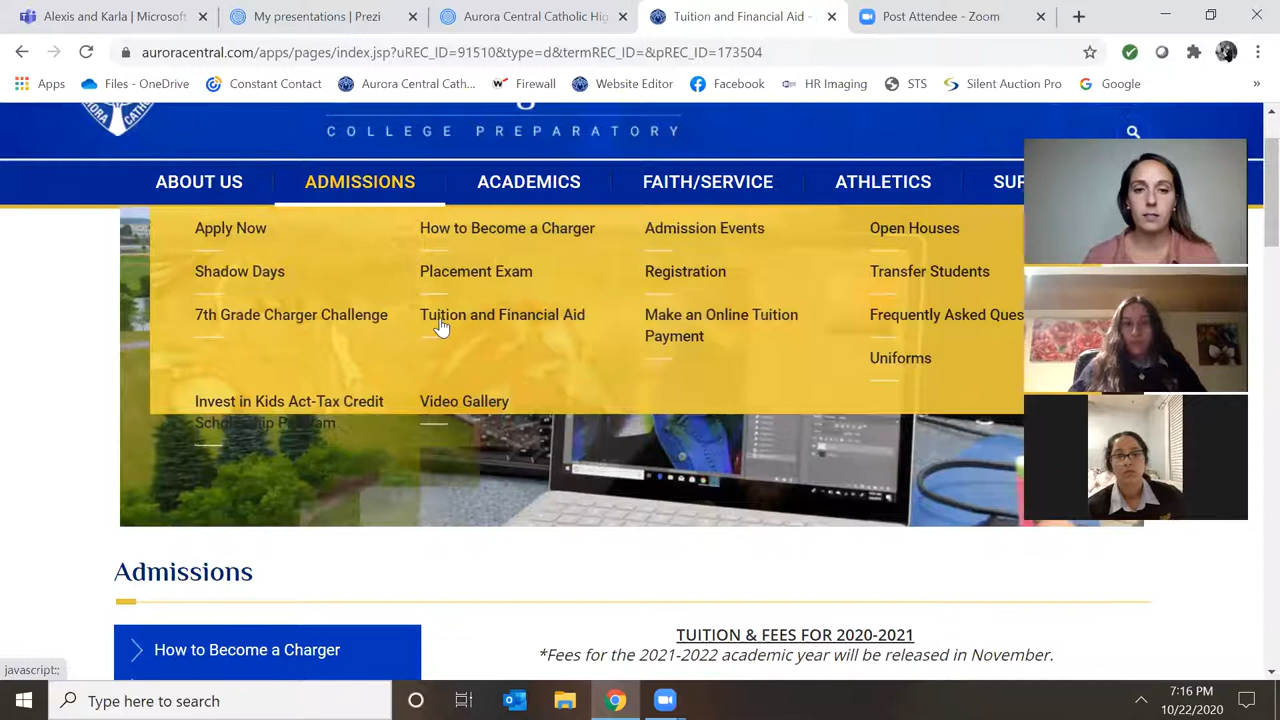 Alexis and Karla | Microsoft
My presentations | Prezi
Aurora Central Catholic Hig
Tuition and Financial Aid -
Post Attendee - Zoom
auroracentral.com/apps/pages/index.jsp?uREC_ID=91510&type=d&termREC_ID=&pREC_ID=173504
Apps
Files - OneDrive
Constant Contact
Aurora Central Cath...
Firewall
Website Editor
Facebook
HR Imaging
STS
Silent Auction Pro
Google
COLLEGE PREPARATORY
ABOUT US
ADMISSIONS
ACADEMICS
FAITH/SERVICE
ATHLETICS
SUP
Apply Now
How to Become a Charger
Admission Events
Open Houses
Shadow Days
Placement Exam
Registration
Transfer Students
7th Grade Charger Challenge
Tuition and Financial Aid
Make an Online Tuition
Payment
Frequently Asked Ques
Uniforms
Invest in Kids Act-Tax Credit
Scholarship Program
Video Gallery
Admissions
How to Become a Charger
TUITION & FEES FOR 2020-2021
*Fees for the 2021-2022 academic year will be released in November.
javascript:;
Type here to search
7:16 PM
10/22/2020